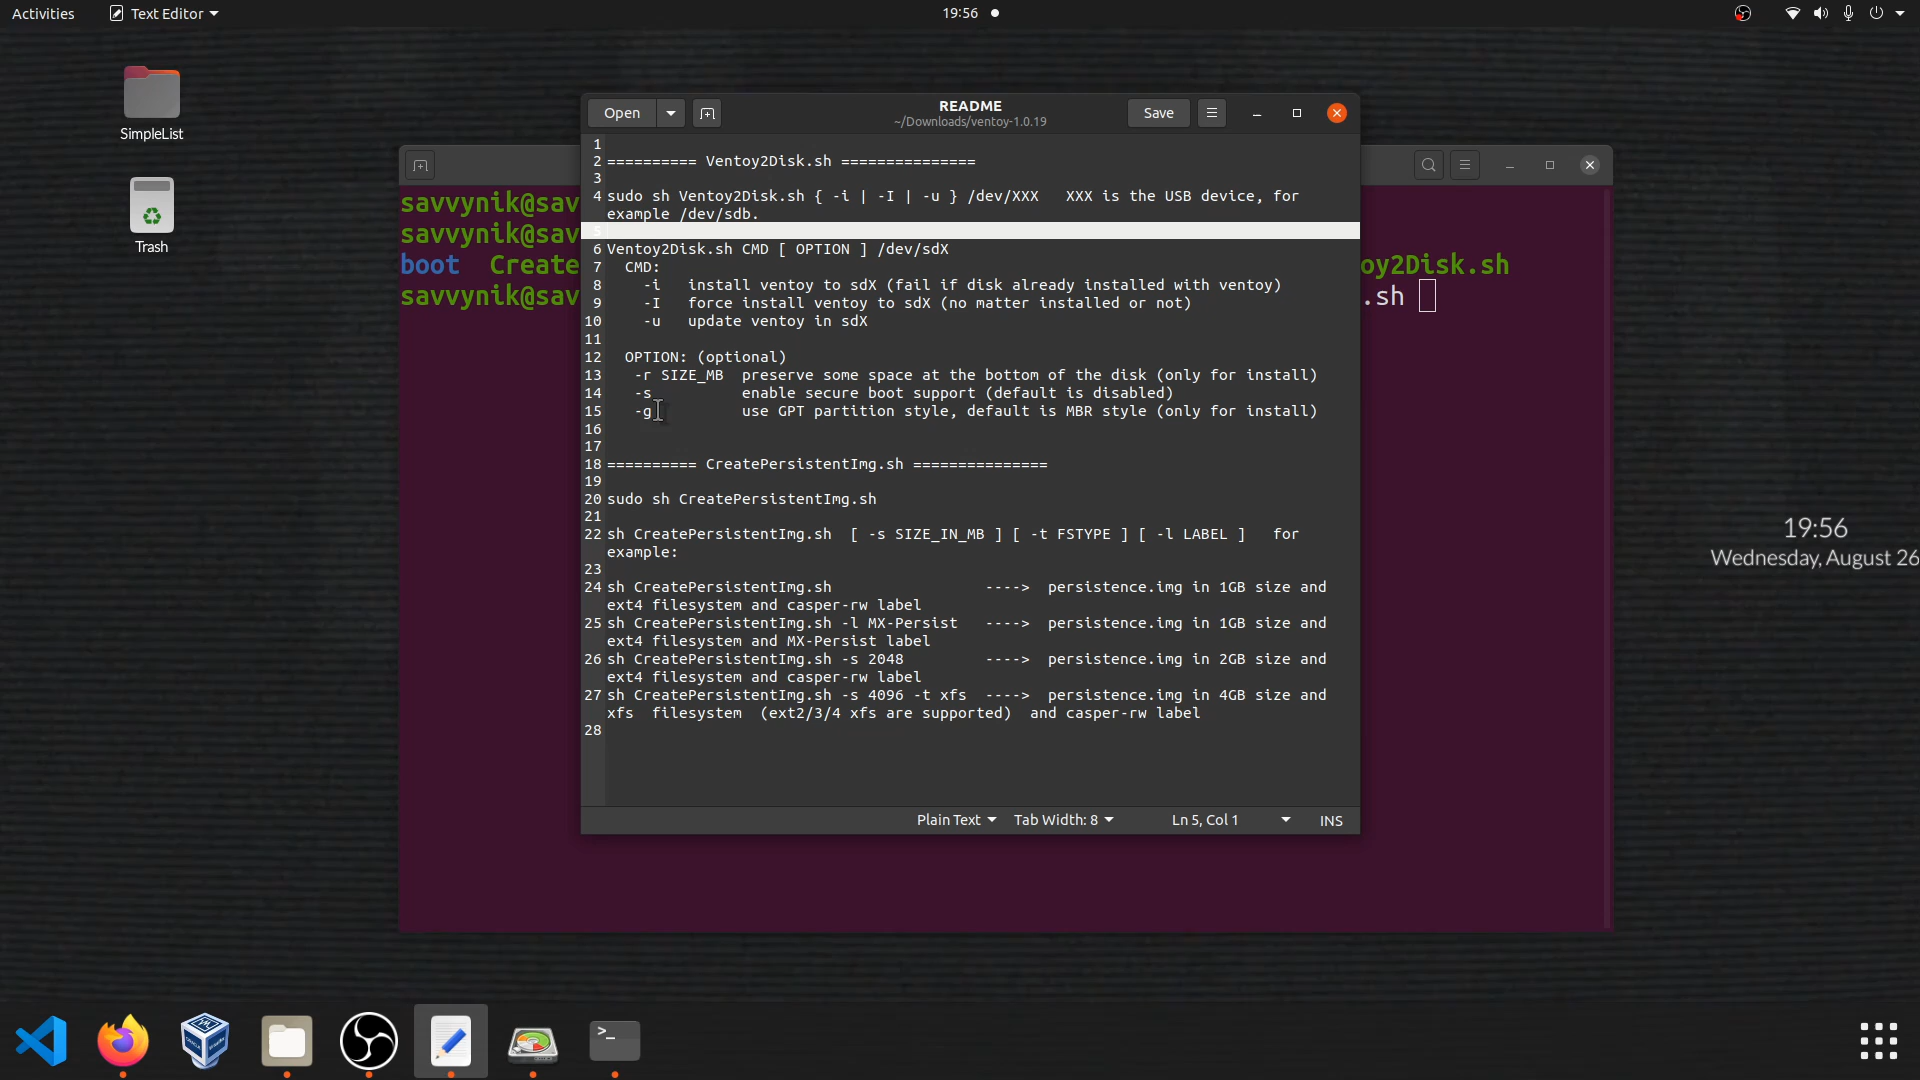 Activities
Text Editor
19:56
SimpleList
Trash
Open
README
~/Downloads/ventoy-1.0.19
Save
1
2 ========== Ventoy2Disk.sh ===============
3
4 sudo sh Ventoy2Disk.sh { -i | -I | -u } /dev/XXX   XXX is the USB device, for
example /dev/sdb.
5
6 Ventoy2Disk.sh CMD [ OPTION ] /dev/sdX
7   CMD:
8     -i   install ventoy to sdX (fail if disk already installed with ventoy)
9     -I   force install ventoy to sdX (no matter installed or not)
10     -u   update ventoy in sdX
11
12   OPTION: (optional)
13    -r SIZE_MB  preserve some space at the bottom of the disk (only for install)
14    -s          enable secure boot support (default is disabled)
15    -g          use GPT partition style, default is MBR style (only for install)
16
17
18 ========== CreatePersistentImg.sh ===============
19
20 sudo sh CreatePersistentImg.sh
21
22 sh CreatePersistentImg.sh  [ -s SIZE_IN_MB ] [ -t FSTYPE ] [ -l LABEL ]   for
example:
23
24 sh CreatePersistentImg.sh                 ---->  persistence.img in 1GB size and
ext4 filesystem and casper-rw label
25 sh CreatePersistentImg.sh -l MX-Persist   ---->  persistence.img in 1GB size and
ext4 filesystem and MX-Persist label
26 sh CreatePersistentImg.sh -s 2048         ---->  persistence.img in 2GB size and
ext4 filesystem and casper-rw label
27 sh CreatePersistentImg.sh -s 4096 -t xfs  ---->  persistence.img in 4GB size and
xfs  filesystem  (ext2/3/4 xfs are supported)  and casper-rw label
28
Plain Text
Tab Width: 8
Ln 5, Col 1
INS
savvynik@sav
savvynik@sav
boot  Create
oy2Disk.sh
savvynik@sav
.sh
19:56
Wednesday, August 26